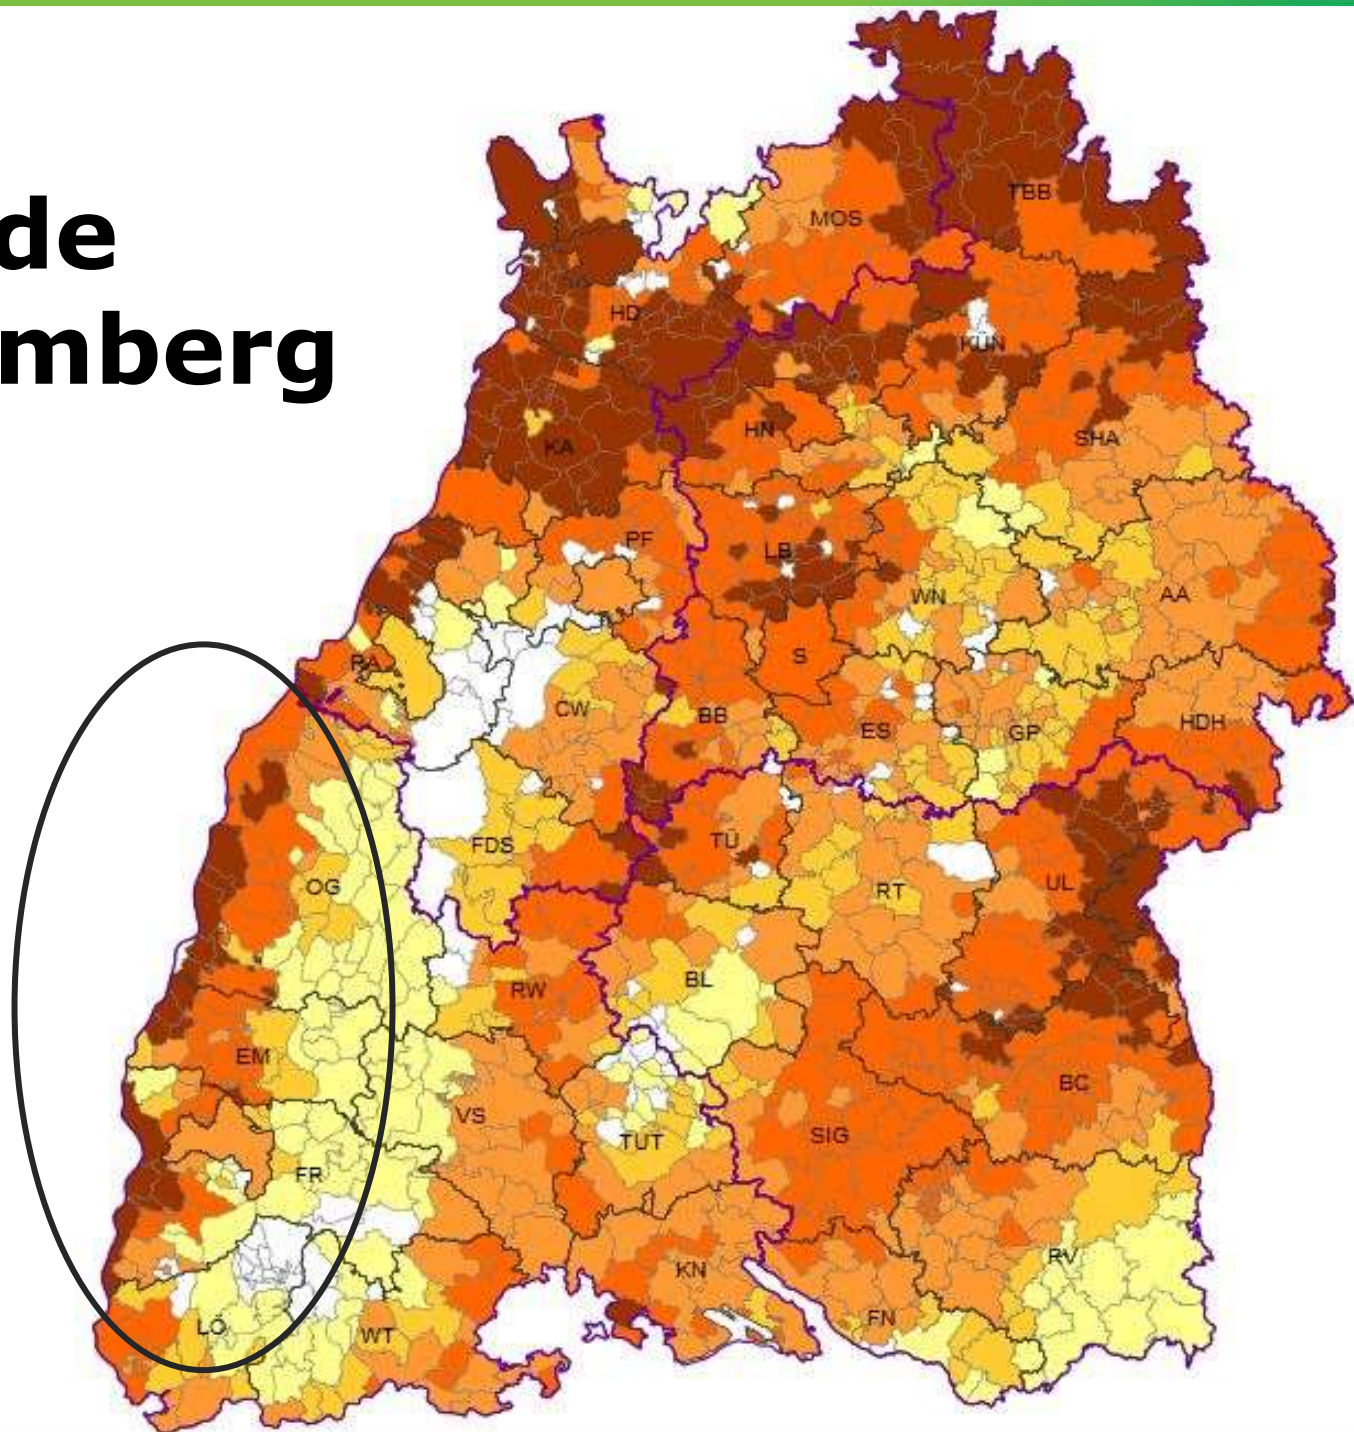 de
mberg
TBB
MOS
HD
KÜN
HN
SHA
KA
PF
LB
WN
AA
RA
S
CW
BB
ES
GP
HDH
FDS
TÜ
OG
RT
UL
RW
BL
EM
BC
VS
TUT
SIG
FR
RV
KN
LÖ
WT
FN